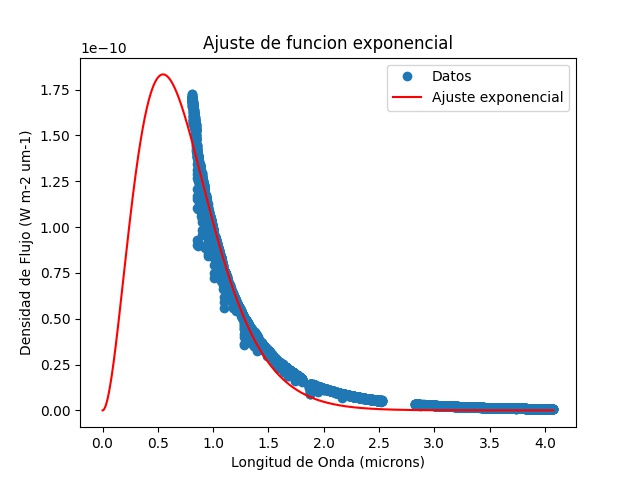 Ajuste de funcion exponencial
1e−10
Datos
Ajuste exponencial
1.75
1.50
1.25
1.00
0.75
0.50
0.25
0.00
Densidad de Flujo (W m-2 um-1)
0.0 0.5 1.0 1.5 2.0 2.5 3.0 3.5 4.0
Longitud de Onda (microns)